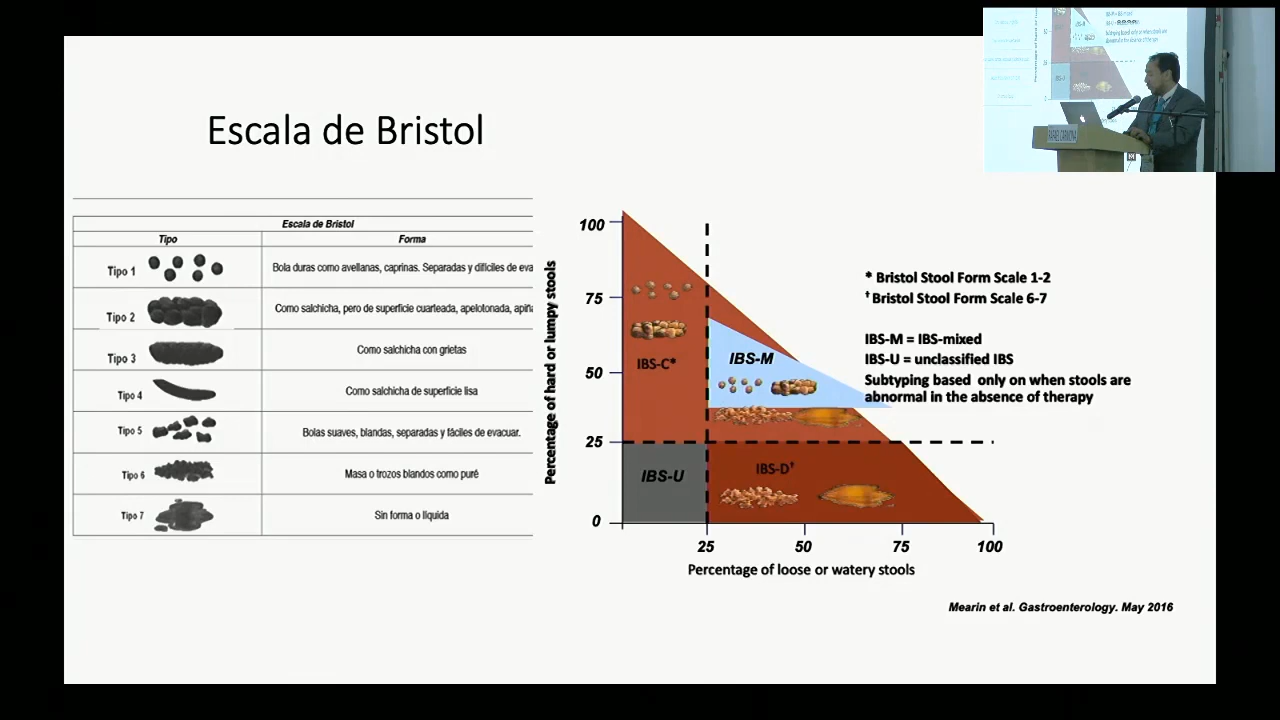 Escala de Bristol
Escala de Bristol
Tipo Forma
Tipo 1 Bola duras como avellanas, caprinas. Separadas y difíciles de
Tipo 2 Como salchicha, pero de superficie cuarteada, apelotonada,
Tipo 3 Como salchicha con grietas
Tipo 4 Como salchicha de superficie lisa
Tipo 5 Bolas suaves, blandas, separadas y fáciles de evacuar.
Tipo 6 Masa o trozos blandos como puré
Tipo 7 Sin forma o líquida
Percentage of hard or lumpy stools
100
75
50
25
0
IBS-C*
IBS-M
IBS-U
IBS-D†
25 50 75 100
Percentage of loose or watery stools
* Bristol Stool Form Scale 1-2
† Bristol Stool Form Scale 6-7
IBS-M = IBS-mixed
IBS-U = unclassified IBS
Subtyping based only on when stools are
abnormal in the absence of therapy
Mearin et al. Gastroenterology. May 2016